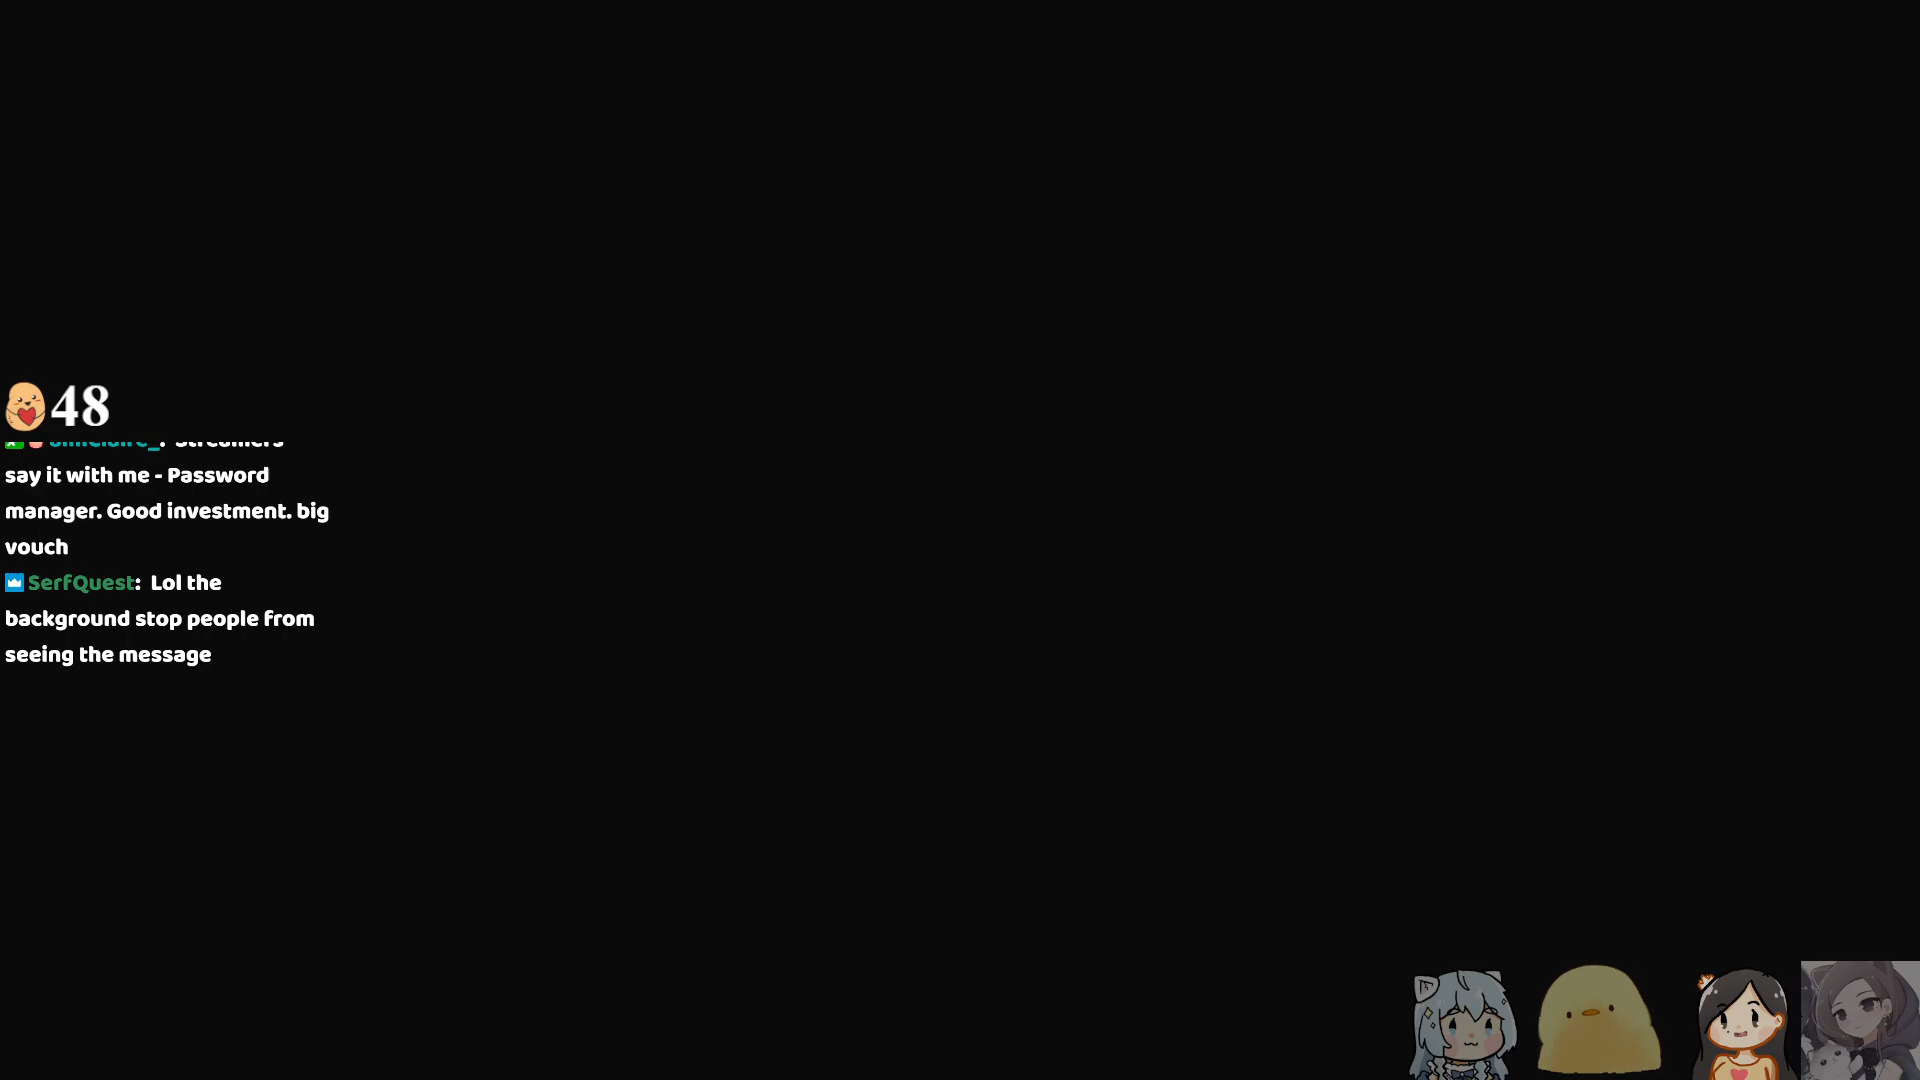 48
Streamers
say it with me - Password
manager. Good investment. big
vouch
SerfQuest: Lol the
background stop people from
seeing the message